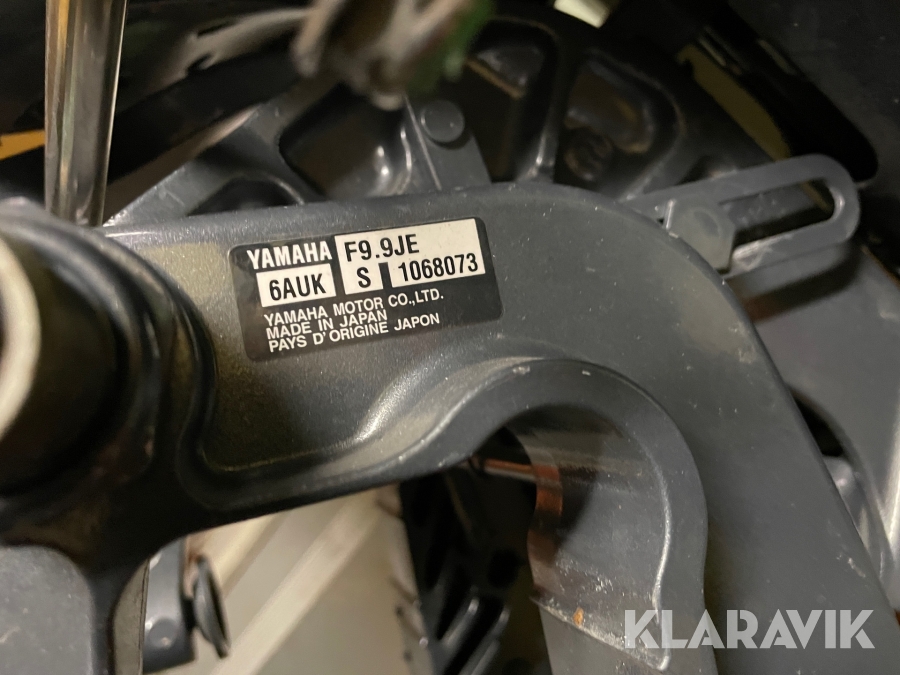 YAMAHA F9.9JE
6AUK S 1068073
YAMAHA MOTOR CO.,LTD.
MADE IN JAPAN
PAYS D'ORIGINE JAPON
KLARAVIK